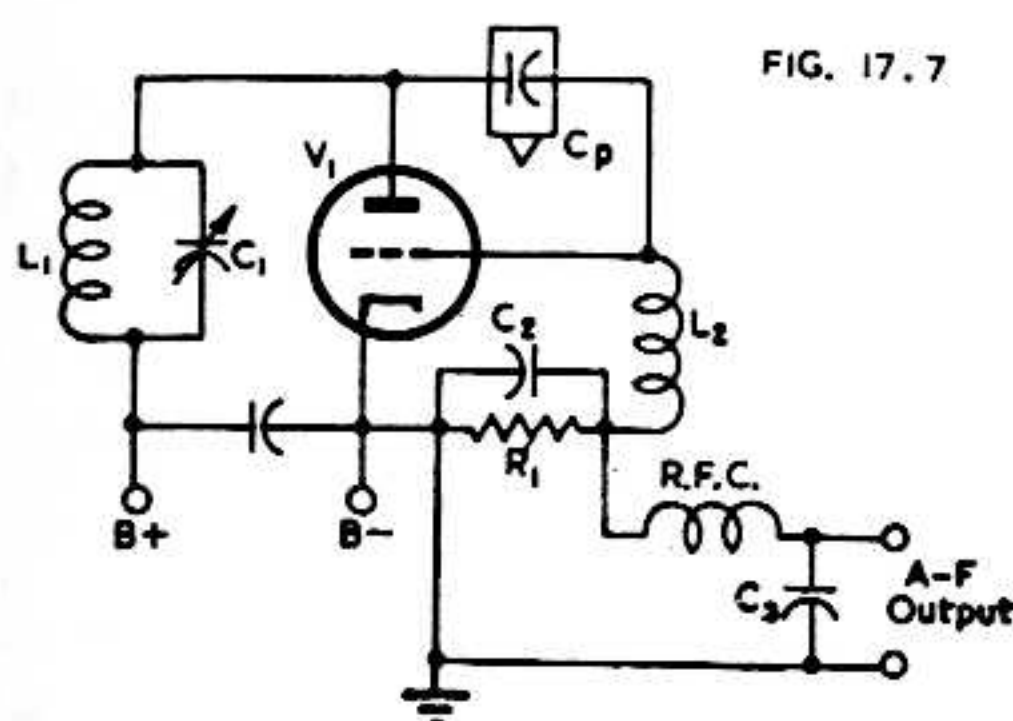 FIG. 17.7
Cp
V1
L1
C1
C2
L2
R1
R.F.C.
B+
B-
C3
A-F
Output